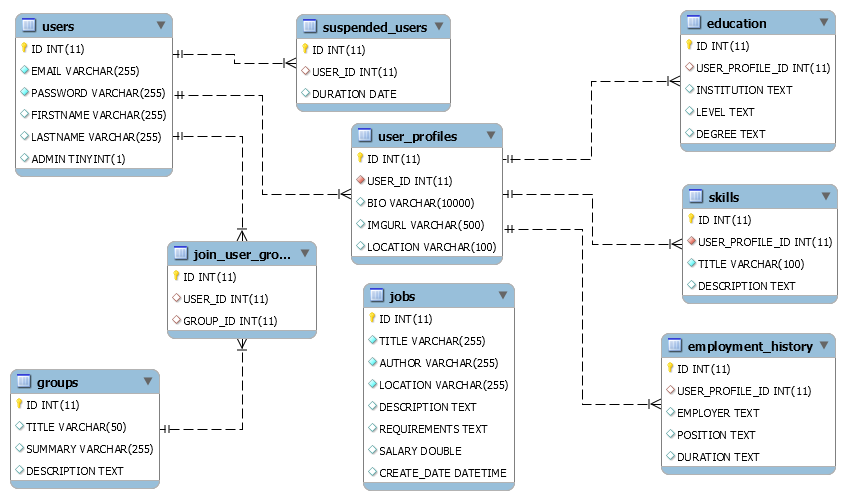 users
ID INT(11)
EMAIL VARCHAR(255)
PASSWORD VARCHAR(255)
FIRSTNAME VARCHAR(255)
LASTNAME VARCHAR(255)
ADMIN TINYINT(1)
suspended_users
ID INT(11)
USER_ID INT(11)
DURATION DATE
education
ID INT(11)
USER_PROFILE_ID INT(11)
INSTITUTION TEXT
LEVEL TEXT
DEGREE TEXT
user_profiles
ID INT(11)
USER_ID INT(11)
BIO VARCHAR(10000)
IMGURL VARCHAR(500)
LOCATION VARCHAR(100)
skills
ID INT(11)
USER_PROFILE_ID INT(11)
TITLE VARCHAR(100)
DESCRIPTION TEXT
join_user_gro...
ID INT(11)
USER_ID INT(11)
GROUP_ID INT(11)
jobs
ID INT(11)
TITLE VARCHAR(255)
AUTHOR VARCHAR(255)
LOCATION VARCHAR(255)
DESCRIPTION TEXT
REQUIREMENTS TEXT
SALARY DOUBLE
CREATE_DATE DATETIME
employment_history
ID INT(11)
USER_PROFILE_ID INT(11)
EMPLOYER TEXT
POSITION TEXT
DURATION TEXT
groups
ID INT(11)
TITLE VARCHAR(50)
SUMMARY VARCHAR(255)
DESCRIPTION TEXT